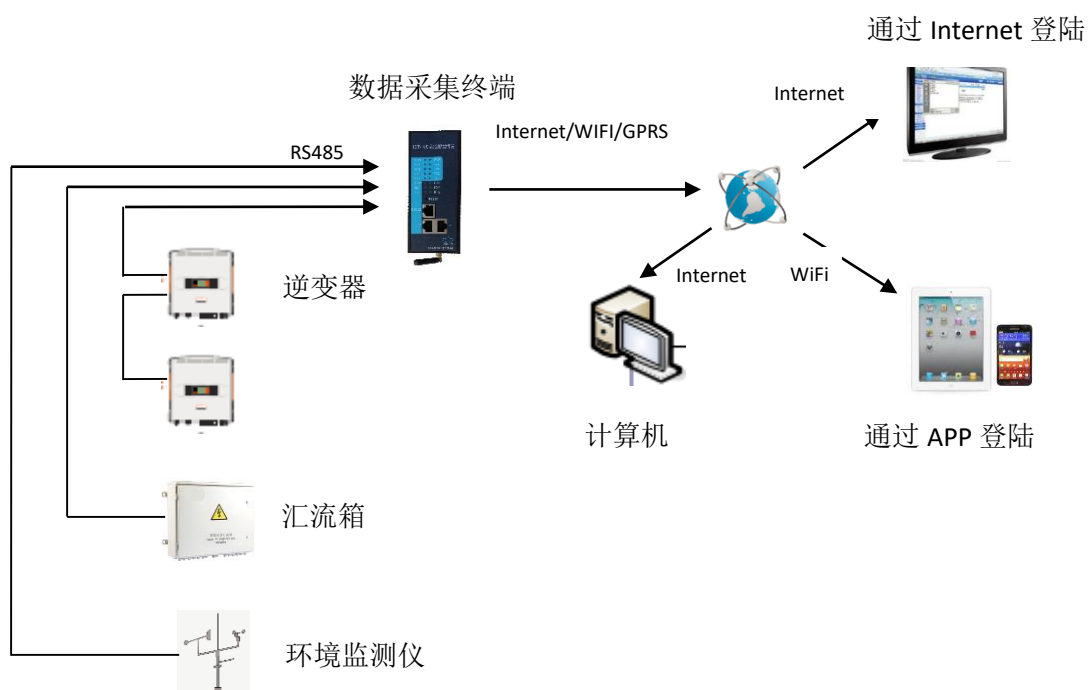 通过 Internet 登陆
数据采集终端
Internet
Internet/WIFI/GPRS
RS485
逆变器
Internet
WiFi
计算机
通过 APP 登陆
汇流箱
环境监测仪